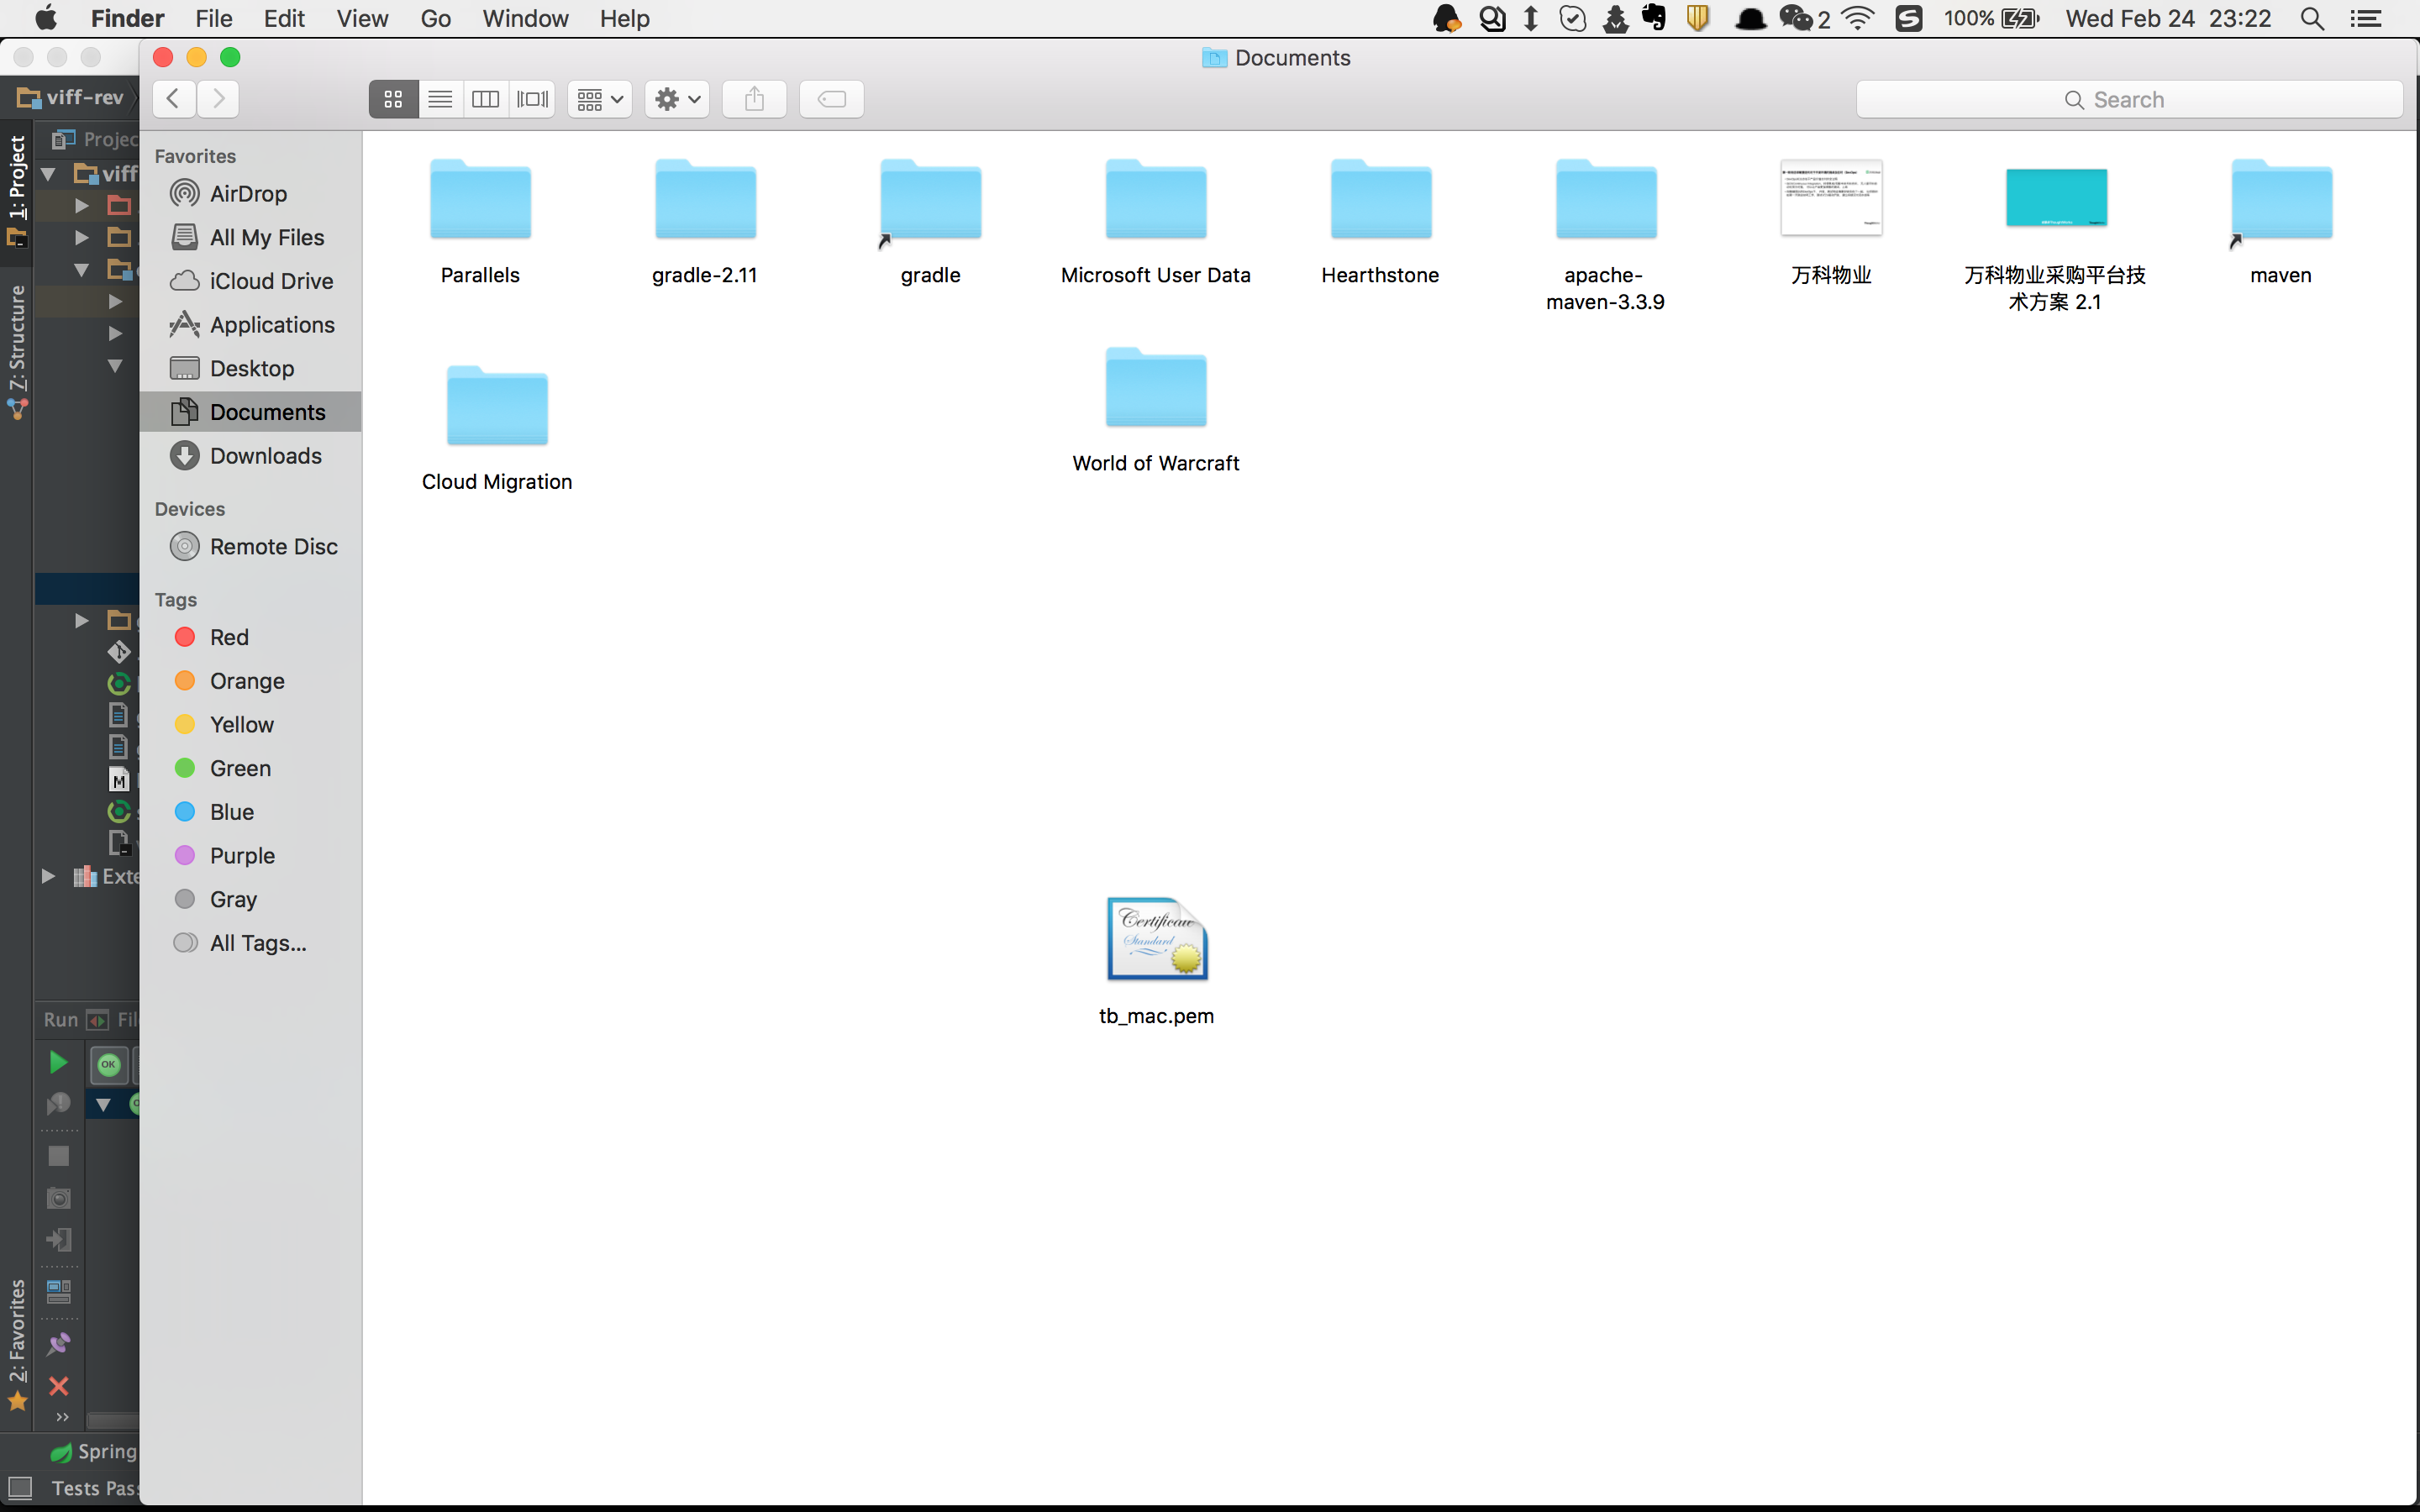 Finder File Edit View Go Window Help
2 100% Wed Feb 24 23:22
Documents
Search
viff-rev
Projec
1: Project
viff
7: Structure
Exte
Run
Fil
OK
2: Favorites
Spring
Tests Pass
Favorites
AirDrop
All My Files
iCloud Drive
Applications
Desktop
Documents
Downloads
Devices
Remote Disc
Tags
Red
Orange
Yellow
Green
Blue
Purple
Gray
All Tags...
Parallels
gradle-2.11
gradle
Microsoft User Data
Hearthstone
apache-
maven-3.3.9
万科物业
万科物业采购平台技
术方案 2.1
maven
Cloud Migration
World of Warcraft
Certificate
Standard
tb_mac.pem